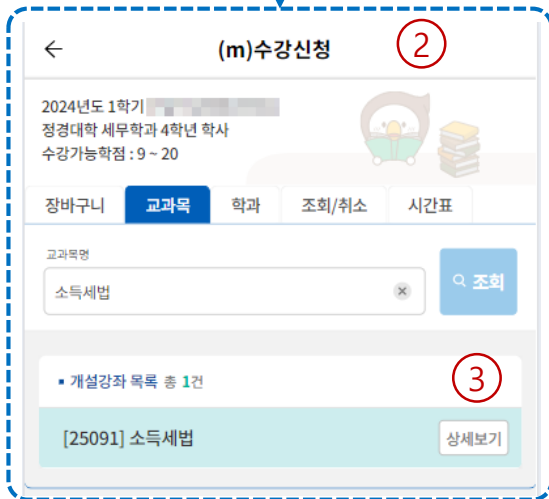 ← (m)수강신청 2
2024년도 1학기
정경대학 세무학과 4학년 학사
수강가능학점 : 9 ~ 20
장바구니 교과목 학과 조회/취소 시간표
교과목명
소득세법 조회
▪ 개설강좌 목록 총 1건 3
[25091] 소득세법 상세보기